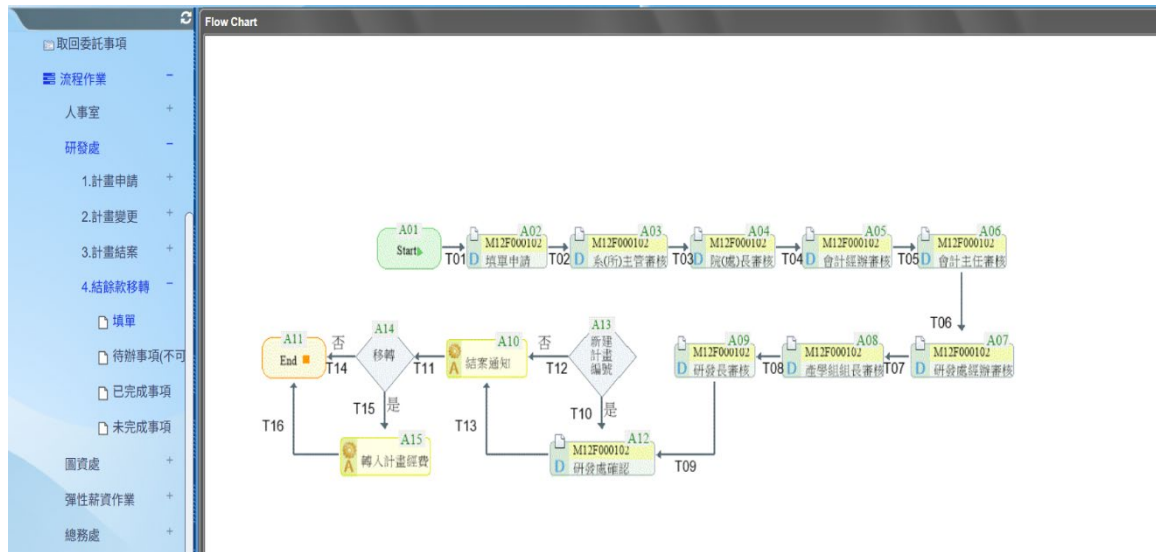 Flow Chart
取回委託事項
流程作業
人事室
研發處
1.計畫申請
2.計畫變更
3.計畫結案
4.結餘款移轉
填單
待辦事項(不可
已完成事項
未完成事項
圖資處
彈性薪資作業
總務處
A01
Start
T01
A02
M12F000102
D 填單申請
T02
A03
M12F000102
D 系(所)主管審核
T03
A04
M12F000102
D 院(處)長審核
T04
A05
M12F000102
D 會計經辦審核
T05
A06
M12F000102
D 會計主任審核
T06
A07
M12F000102
D 研發處經辦審核
T07
A08
M12F000102
D 產學組組長審核
T08
A09
M12F000102
D 研發長審核
T09
A12
M12F000102
D 研發處確認
A13
新建
計畫
編號
T10 是
否
T12
T13
A10
A 結案通知
T11
A14
移轉
否
T14
T15 是
A15
A 轉入計畫經費
T16
A11
End